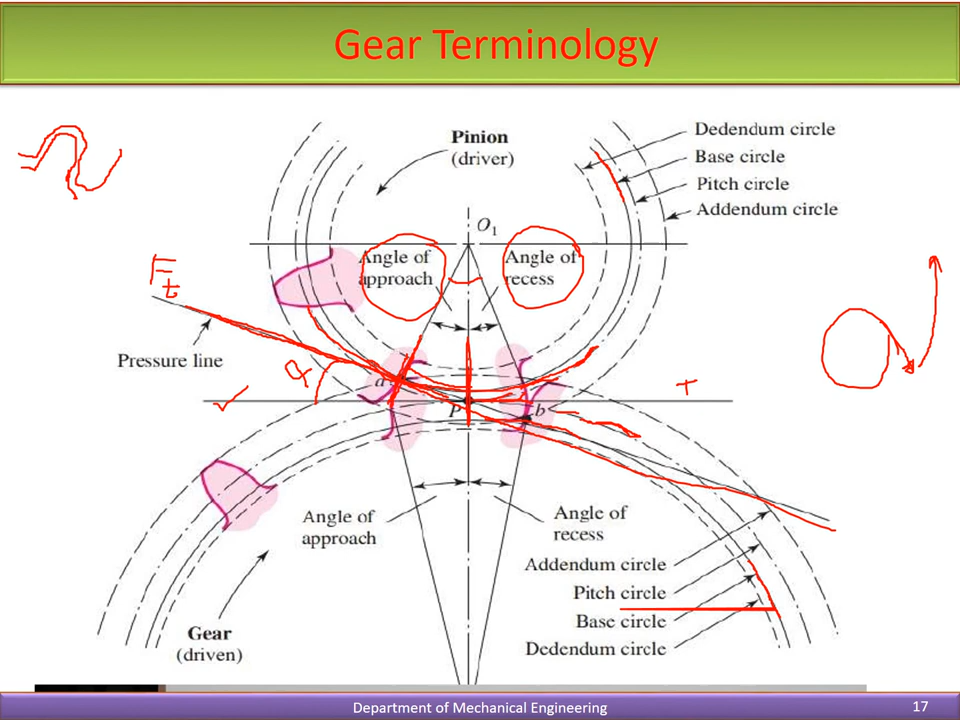 Gear Terminology
Pinion
(driver)
Dedendum circle
Base circle
Pitch circle
Addendum circle
O1
Angle of
approach
Angle of
recess
Ft
Pressure line
a
P
b
Angle of
approach
Angle of
recess
Addendum circle
Pitch circle
Base circle
Dedendum circle
Gear
(driven)
Department of Mechanical Engineering
17